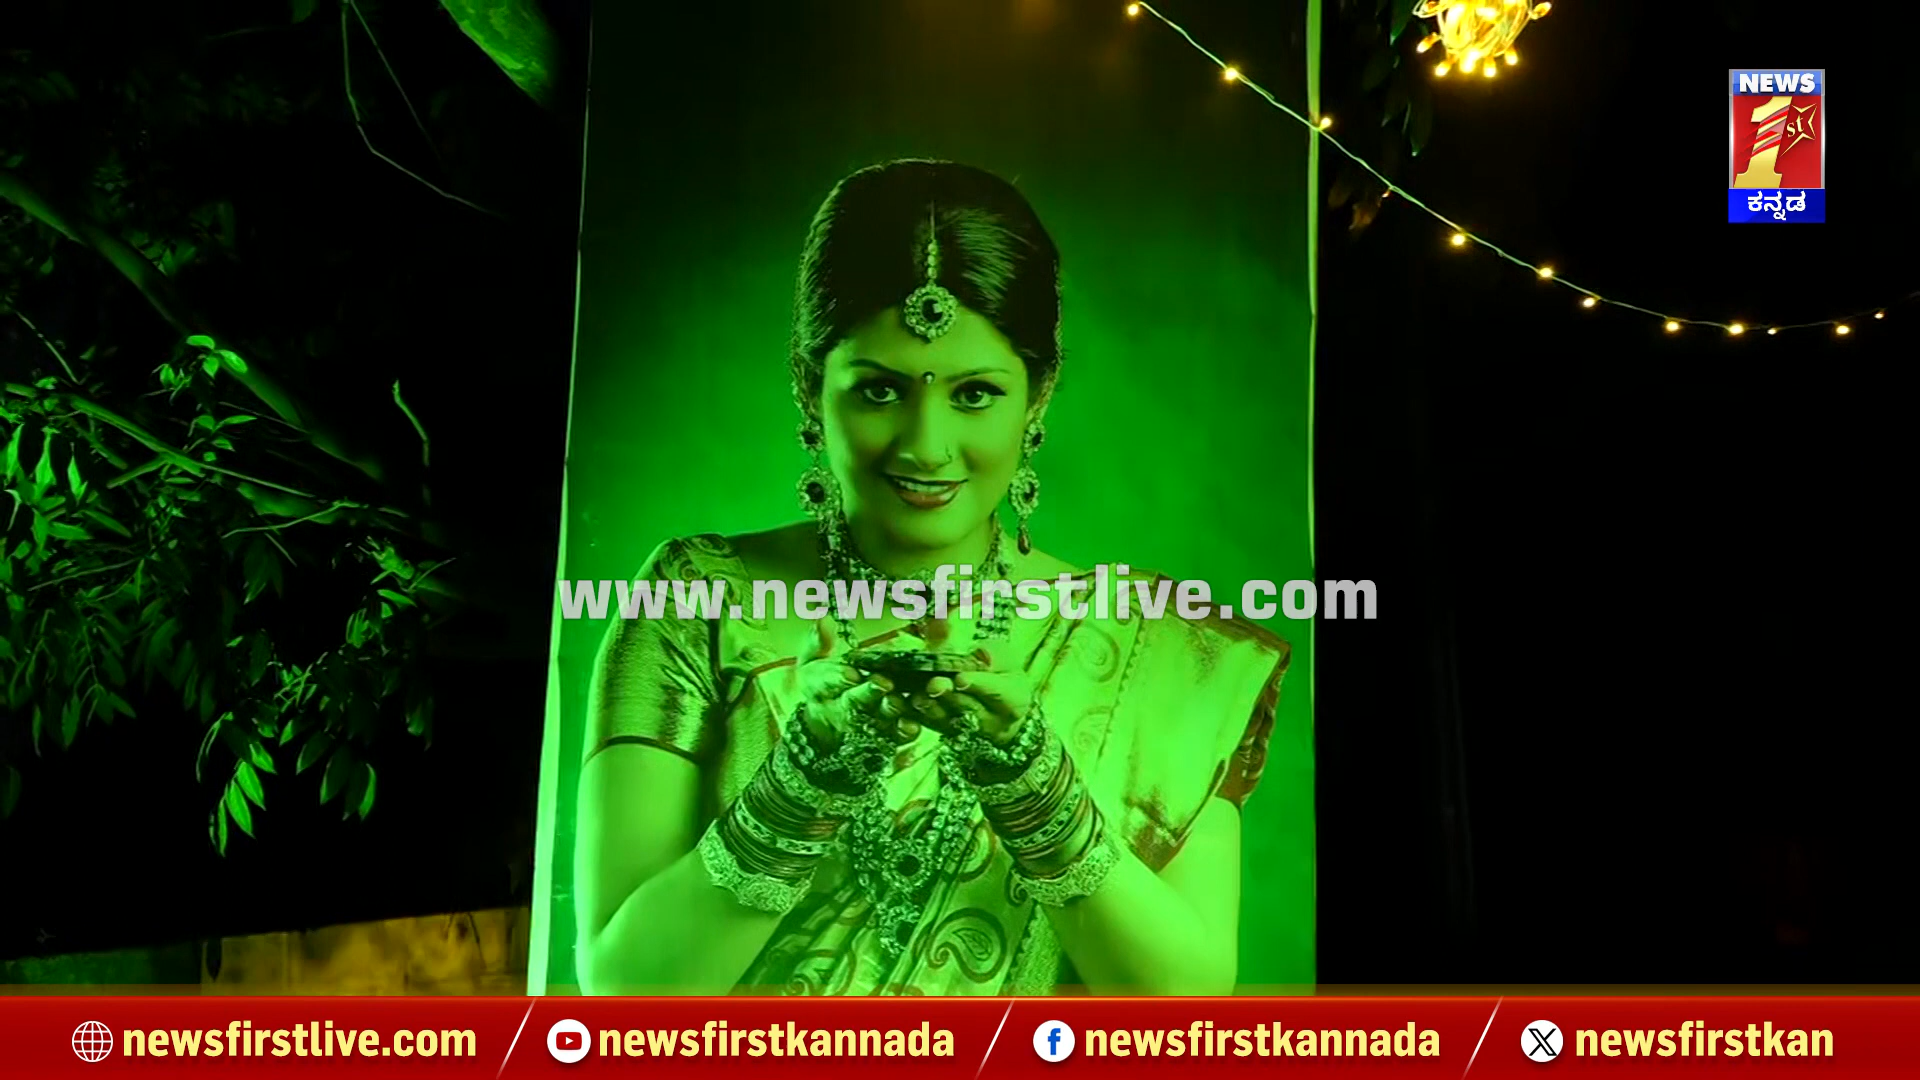 NEWS
1st
ಕನ್ನಡ
www.newsfirstlive.com
newsfirstlive.com
newsfirstkannada
newsfirstkannada
newsfirstkan